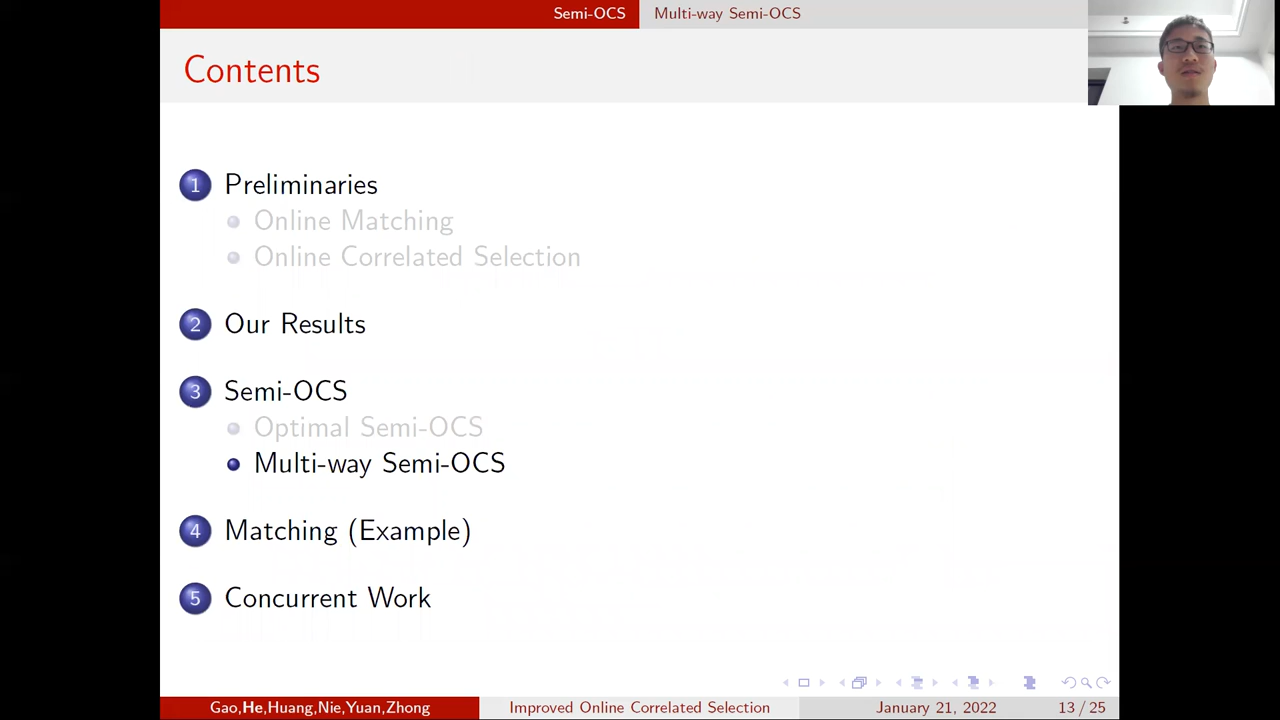 Semi-OCS Multi-way Semi-OCS
Contents
1 Preliminaries
Online Matching
Online Correlated Selection
2 Our Results
3 Semi-OCS
Optimal Semi-OCS
Multi-way Semi-OCS
4 Matching (Example)
5 Concurrent Work
Gao,He,Huang,Nie,Yuan,Zhong Improved Online Correlated Selection January 21, 2022 13 / 25